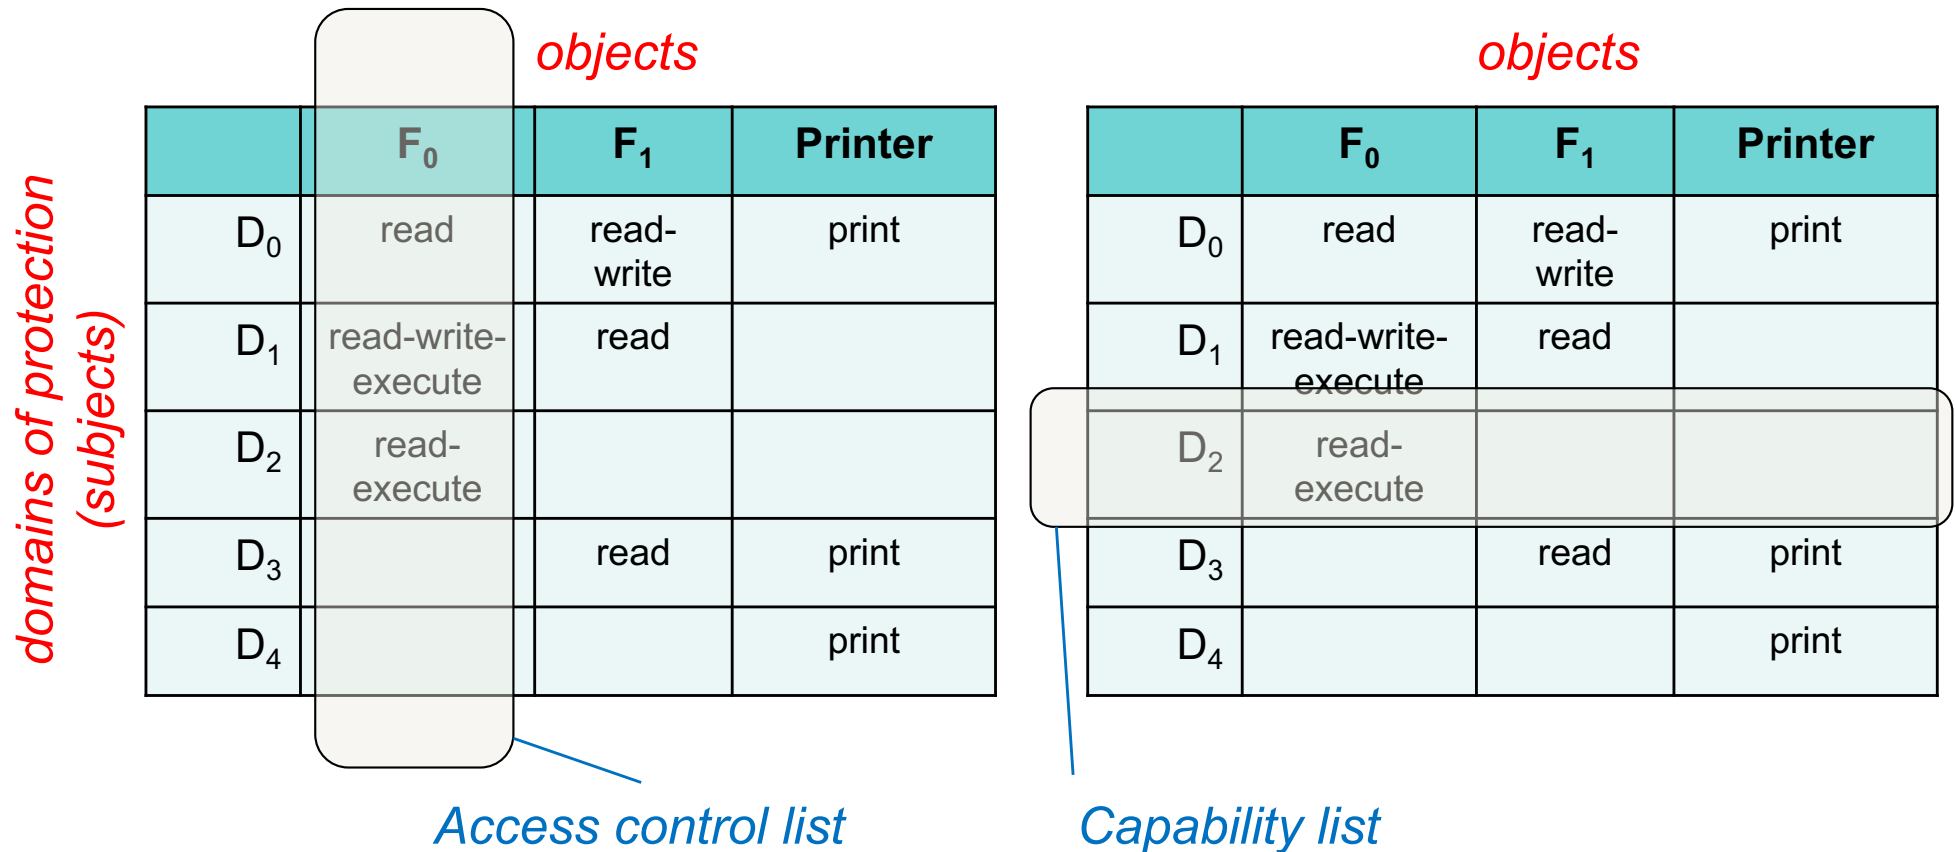 objects
objects
domains of protection
(subjects)
F₀ F₁ Printer
D₀ read read- print
write
D₁ read-write- read
execute
D₂ read-
execute
D₃ read print
D₄ print
F₀ F₁ Printer
D₀ read read- print
write
D₁ read-write- read
execute
D₂ read-
execute
D₃ read print
D₄ print
Access control list
Capability list